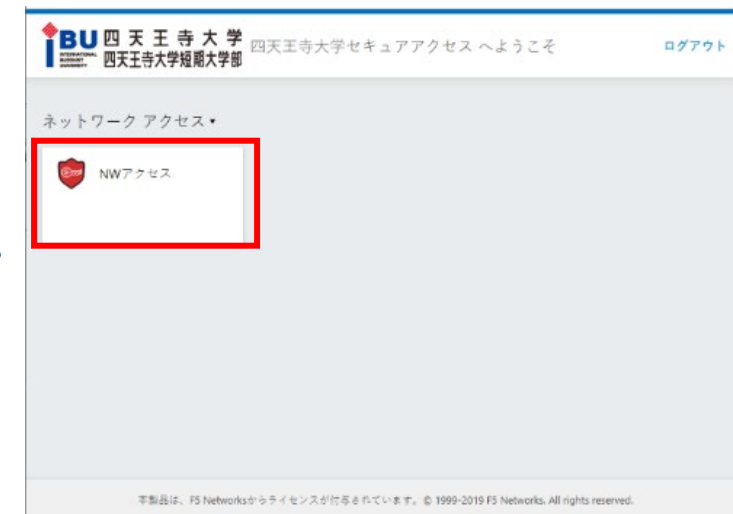 IBU 四天王寺大学
INTERNATIONAL BUDDHIST UNIVERSITY 四天王寺大学短期大学部
四天王寺大学セキュアアクセス へようこそ
ログアウト
ネットワーク アクセス
NWアクセス
本製品は、F5 Networksからライセンスが付与されています。© 1999-2019 F5 Networks. All rights reserved.